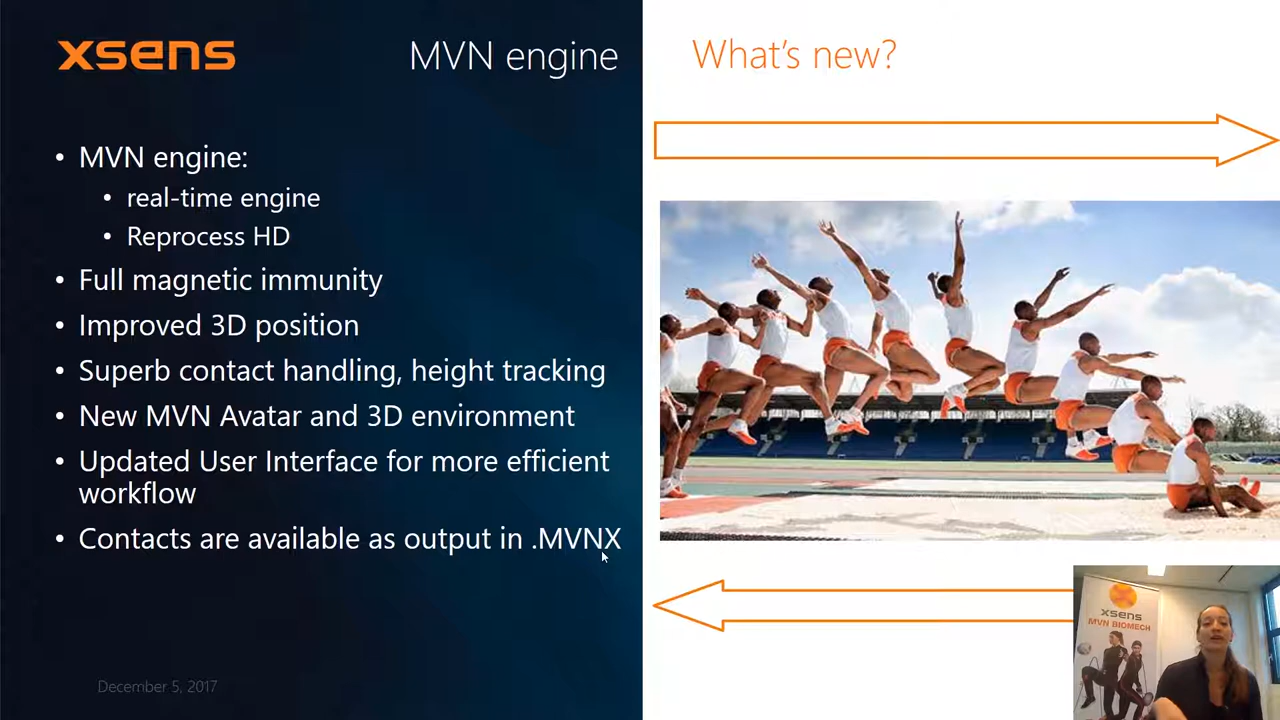 xsens
MVN engine
What's new?
• MVN engine:
• real-time engine
• Reprocess HD
• Full magnetic immunity
• Improved 3D position
• Superb contact handling, height tracking
• New MVN Avatar and 3D environment
• Updated User Interface for more efficient
workflow
• Contacts are available as output in .MVNX
December 5, 2017
xsens
MVN BIOMECH